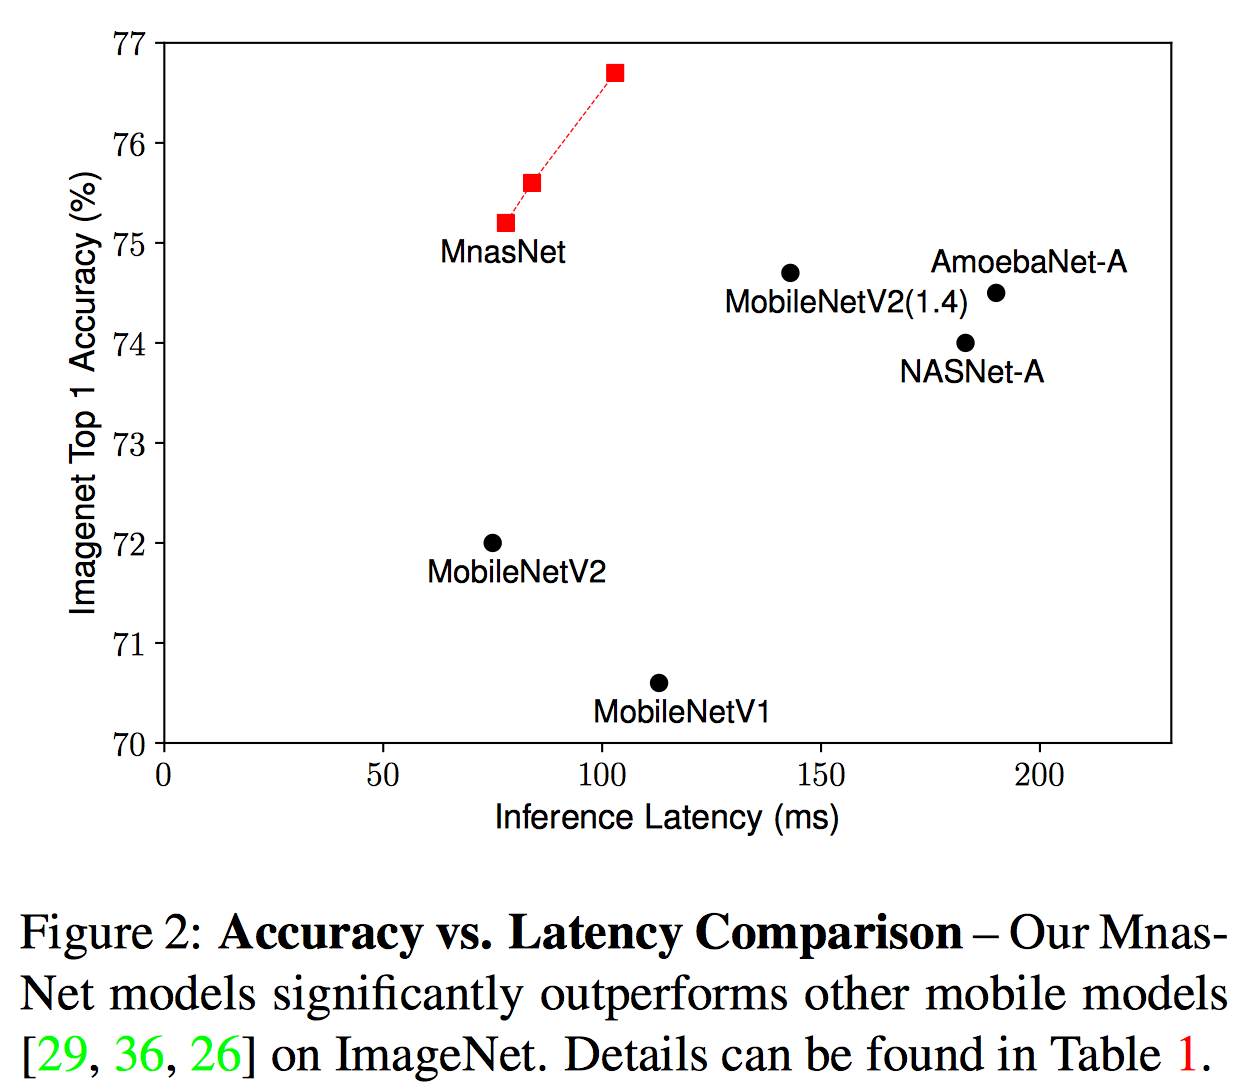 77
76
75
74
73
72
71
70
Imagenet Top 1 Accuracy (%)
MnasNet
AmoebaNet-A
MobileNetV2(1.4)
NASNet-A
MobileNetV2
MobileNetV1
0 50 100 150 200
Inference Latency (ms)
Figure 2: Accuracy vs. Latency Comparison – Our Mnas-
Net models significantly outperforms other mobile models
[29, 36, 26] on ImageNet. Details can be found in Table 1.